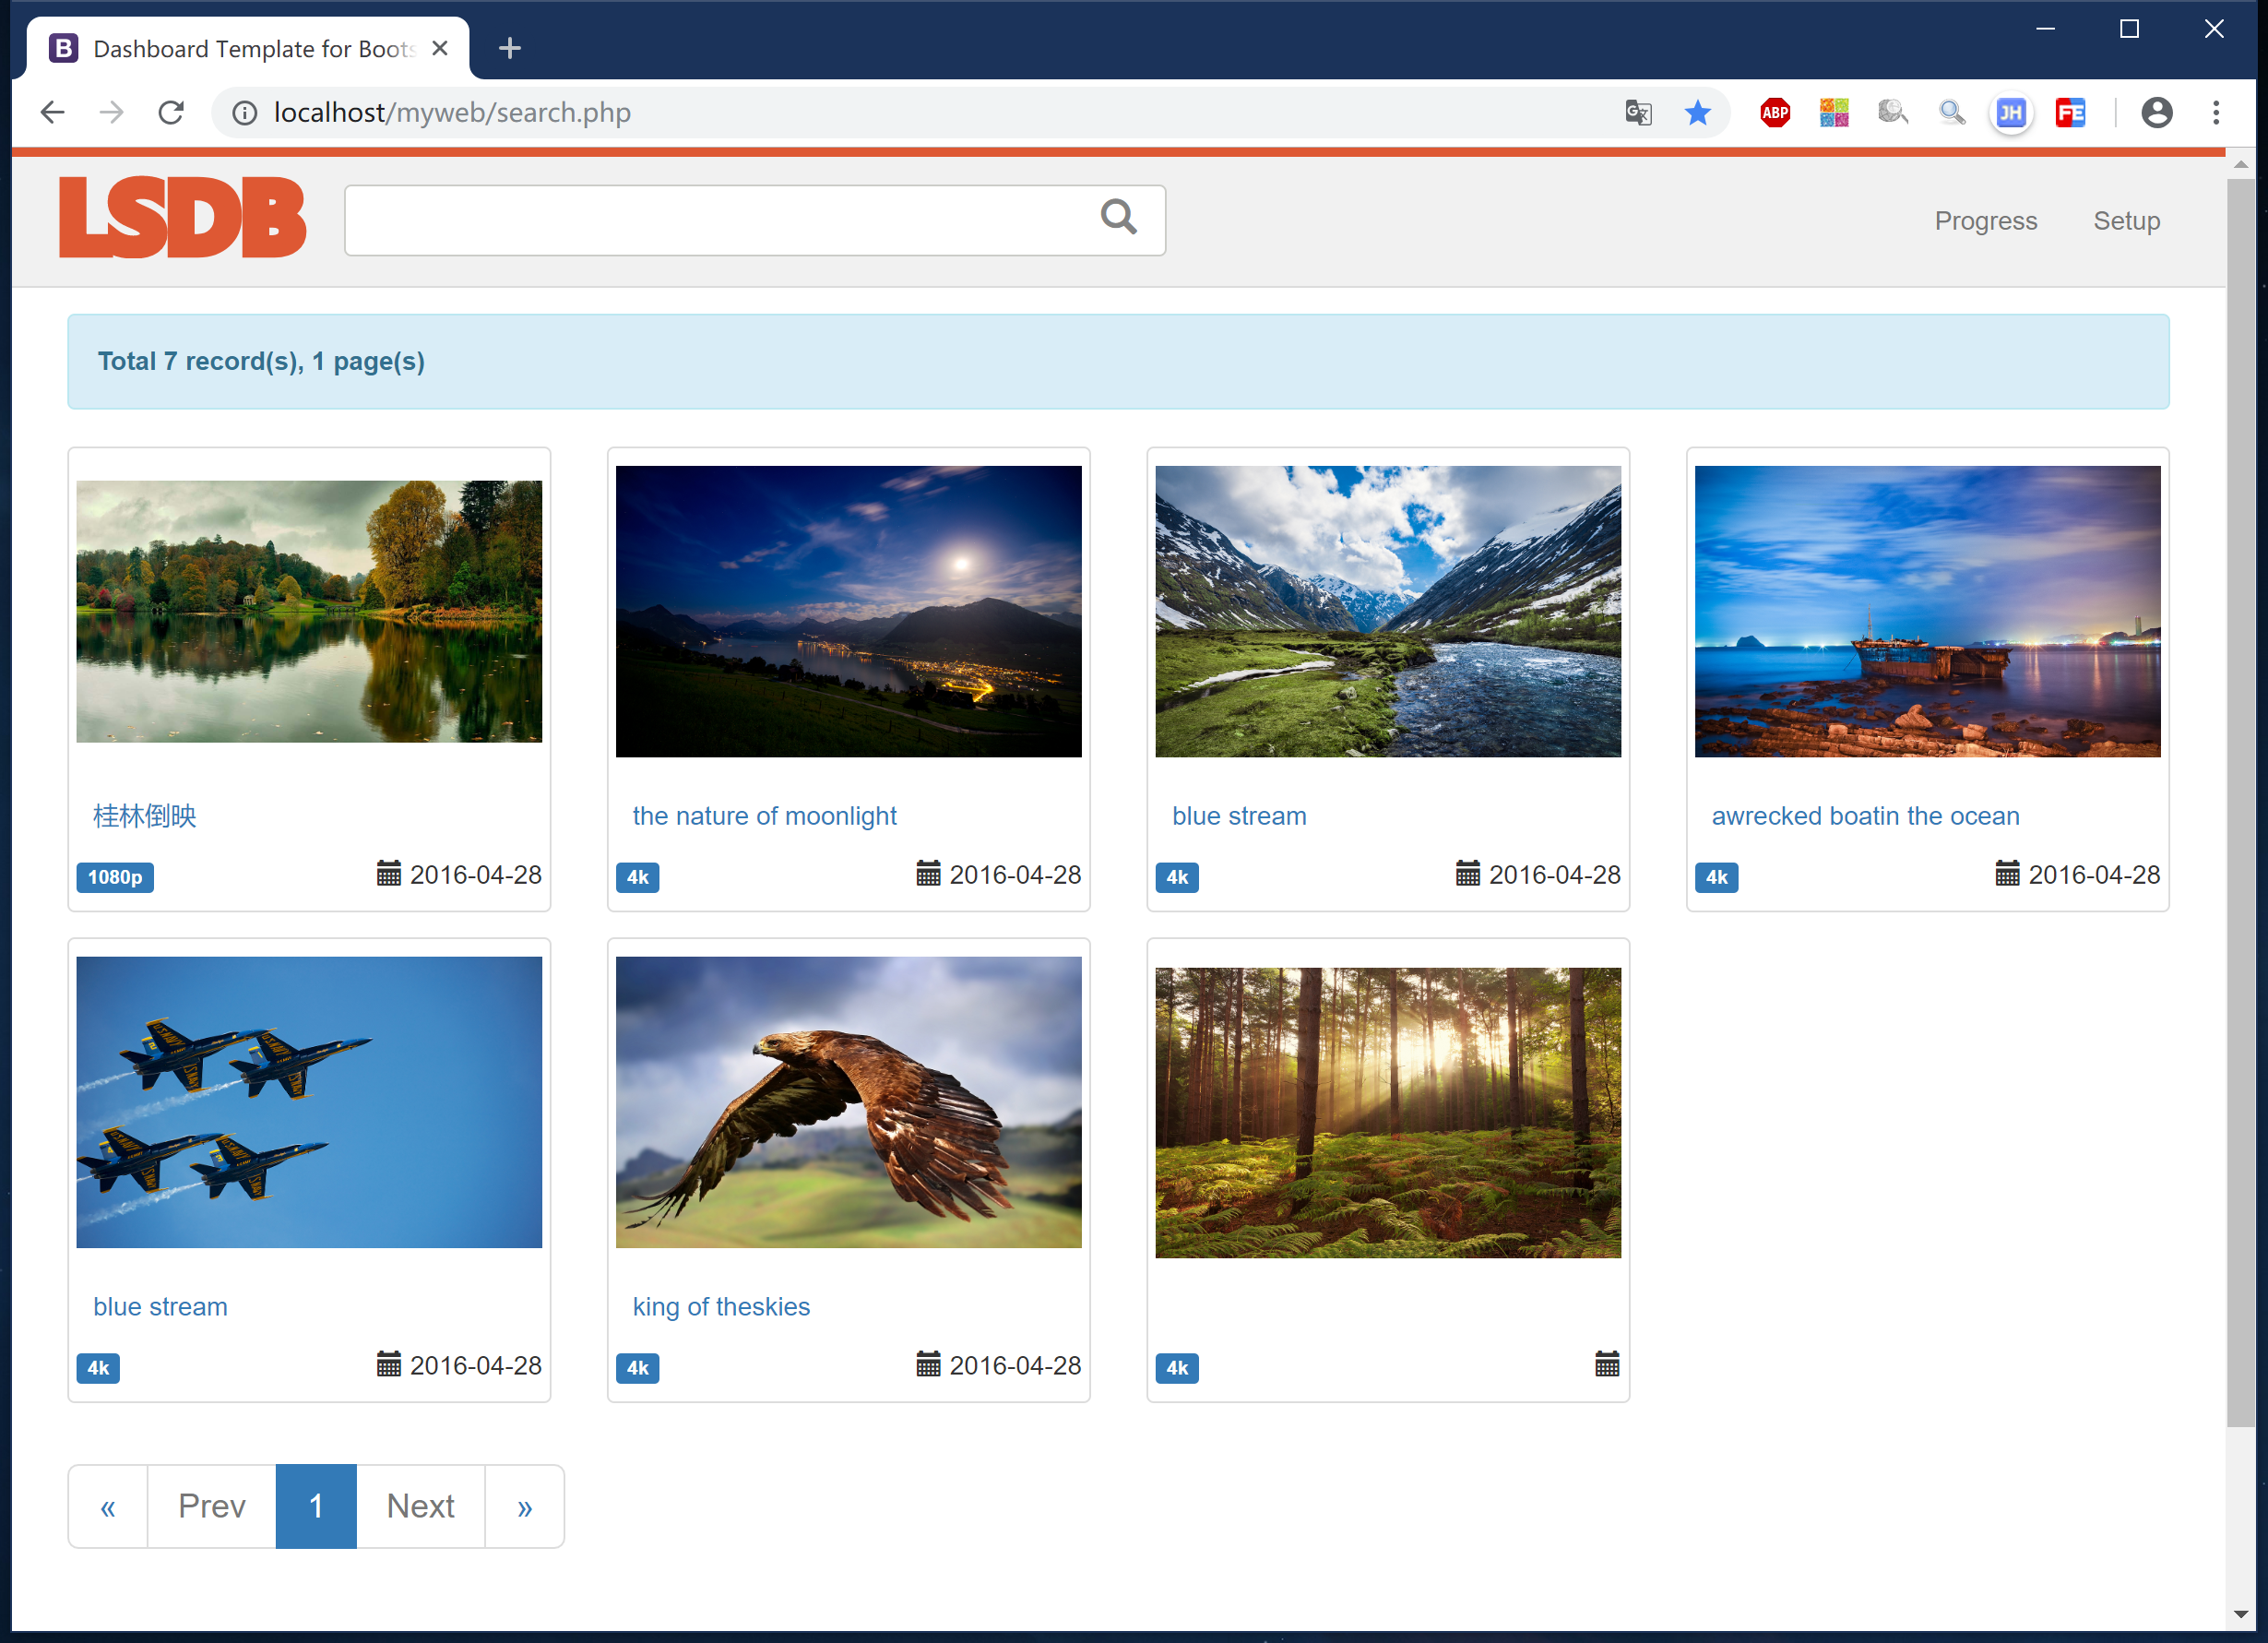 Dashboard Template for Boots
localhost/myweb/search.php
ABP
JH
FE
LSDB
Progress
Setup
Total 7 record(s), 1 page(s)
桂林倒映
1080p
2016-04-28
the nature of moonlight
4k
2016-04-28
blue stream
4k
2016-04-28
awrecked boatin the ocean
4k
2016-04-28
blue stream
4k
2016-04-28
king of theskies
4k
2016-04-28
4k
«
Prev
1
Next
»